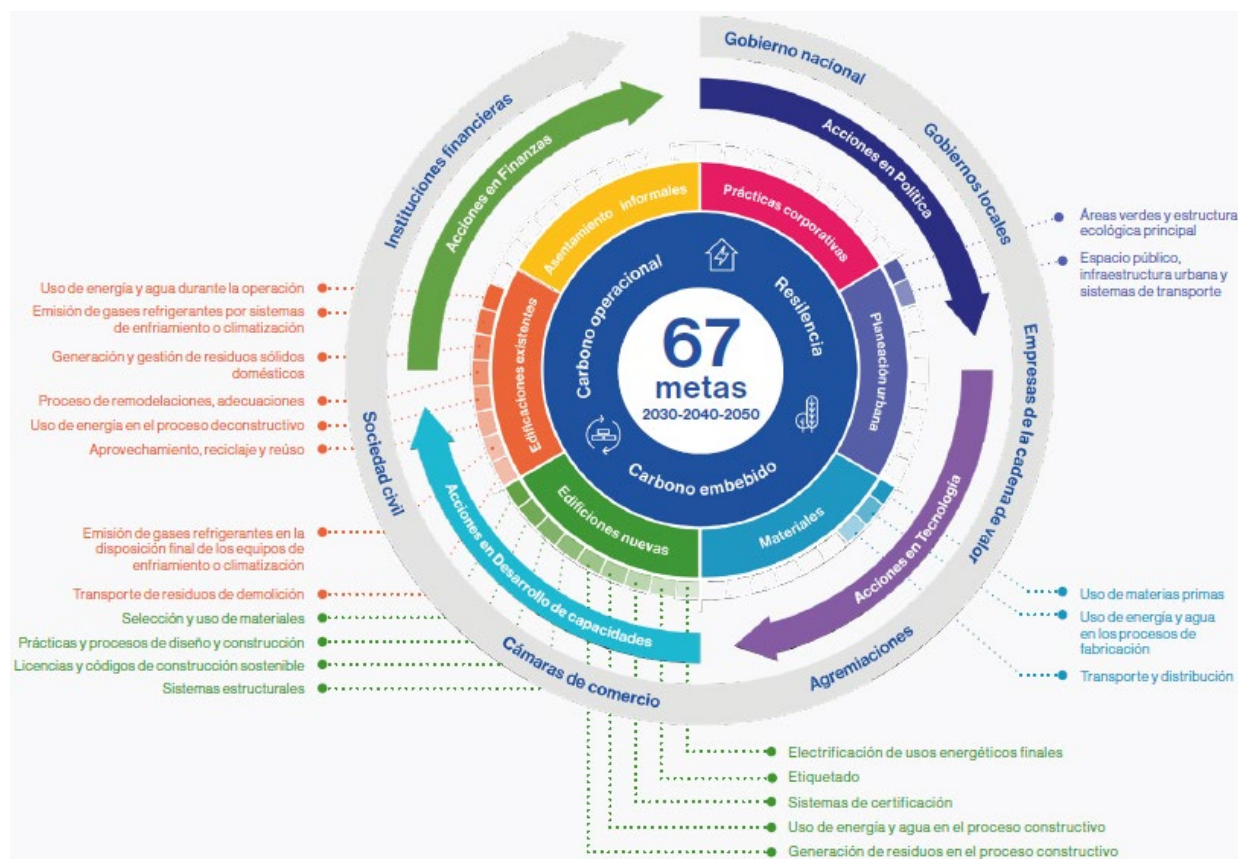 Gobierno nacional
Gobiernos locales
Empresas de la cadena de valor
Agremiaciones
Cámaras de comercio
Sociedad civil
Instituciones financieras
Acciones en Política
Acciones en Tecnología
Acciones en Desarrollo de capacidades
Acciones en Finanzas
Prácticas corporativas
Planeación urbana
Materiales
Edificiones nuevas
Edificaciones existentes
Asentamiento informales
Carbono operacional
Resilencia
Carbono embebido
67
metas
2030-2040-2050
Áreas verdes y estructura
ecológica principal
Espacio público,
infraestructura urbana y
sistemas de transporte
Uso de materias primas
Uso de energía y agua
en los procesos de
fabricación
Transporte y distribución
Uso de energía y agua durante la operación
Emisión de gases refrigerantes por sistemas
de enfriamiento o climatización
Generación y gestión de residuos sólidos
domésticos
Proceso de remodelaciones, adecuaciones
Uso de energía en el proceso deconstructivo
Aprovechamiento, reciclaje y reúso
Emisión de gases refrigerantes en la
disposición final de los equipos de
enfriamiento o climatización
Transporte de residuos de demolición
Selección y uso de materiales
Prácticas y procesos de diseño y construcción
Licencias y códigos de construcción sostenible
Sistemas estructurales
Electrificación de usos energéticos finales
Etiquetado
Sistemas de certificación
Uso de energía y agua en el proceso constructivo
Generación de residuos en el proceso constructivo